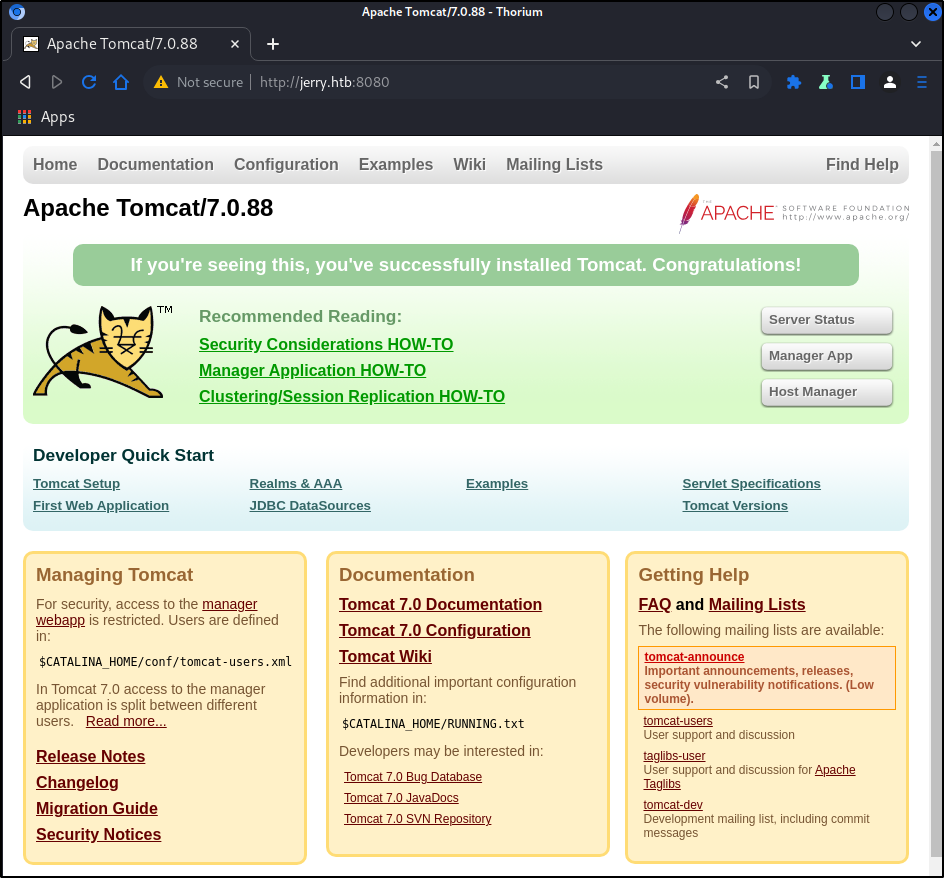 Apache Tomcat/7.0.88 - Thorium
Apache Tomcat/7.0.88
Not secure
http://jerry.htb:8080
Apps
Home Documentation Configuration Examples Wiki Mailing Lists Find Help
Apache Tomcat/7.0.88
THE
APACHE
SOFTWARE FOUNDATION
http://www.apache.org/
If you're seeing this, you've successfully installed Tomcat. Congratulations!
TM
Recommended Reading:
Security Considerations HOW-TO
Manager Application HOW-TO
Clustering/Session Replication HOW-TO
Server Status
Manager App
Host Manager
Developer Quick Start
Tomcat Setup
First Web Application
Realms & AAA
JDBC DataSources
Examples
Servlet Specifications
Tomcat Versions
Managing Tomcat
For security, access to the manager
webapp is restricted. Users are defined
in:
$CATALINA_HOME/conf/tomcat-users.xml
In Tomcat 7.0 access to the manager
application is split between different
users. Read more...
Release Notes
Changelog
Migration Guide
Security Notices
Documentation
Tomcat 7.0 Documentation
Tomcat 7.0 Configuration
Tomcat Wiki
Find additional important configuration
information in:
$CATALINA_HOME/RUNNING.txt
Developers may be interested in:
Tomcat 7.0 Bug Database
Tomcat 7.0 JavaDocs
Tomcat 7.0 SVN Repository
Getting Help
FAQ and Mailing Lists
The following mailing lists are available:
tomcat-announce
Important announcements, releases,
security vulnerability notifications. (Low
volume).
tomcat-users
User support and discussion
taglibs-user
User support and discussion for Apache
Taglibs
tomcat-dev
Development mailing list, including commit
messages